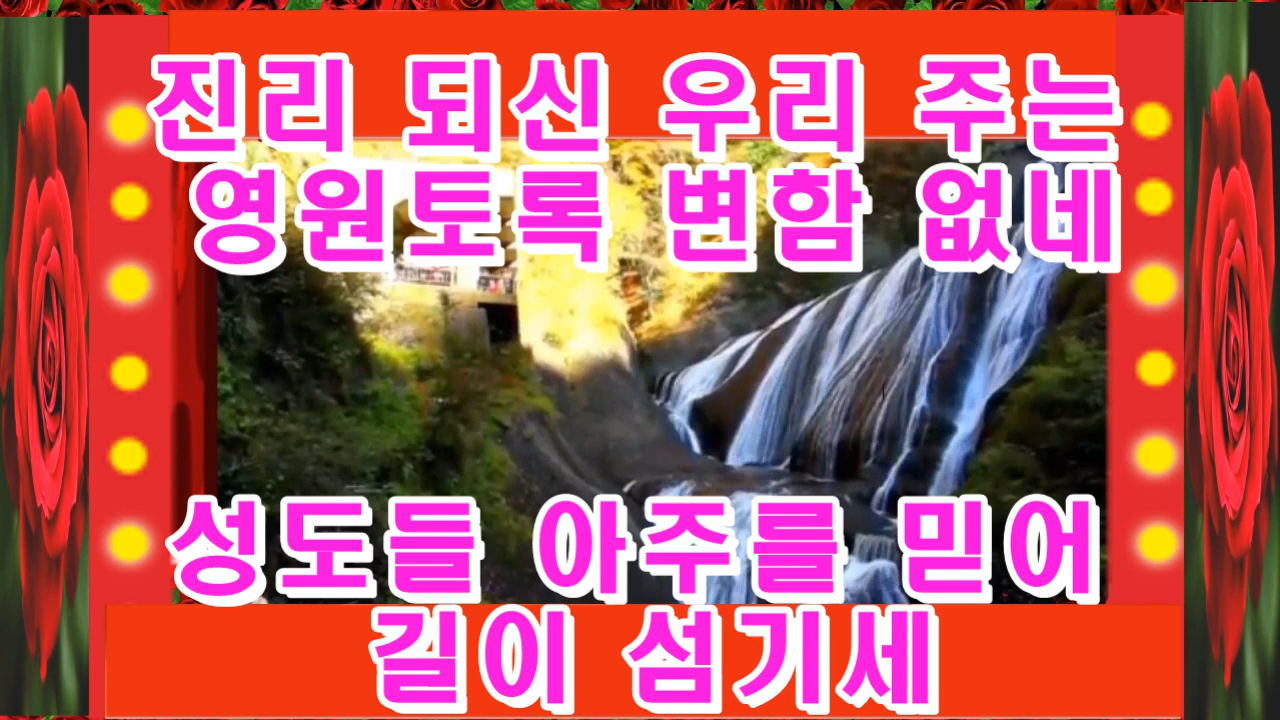 진리 되신 우리 주는
영원토록 변함 없네
성도들 아주를 믿어
길이 섬기세